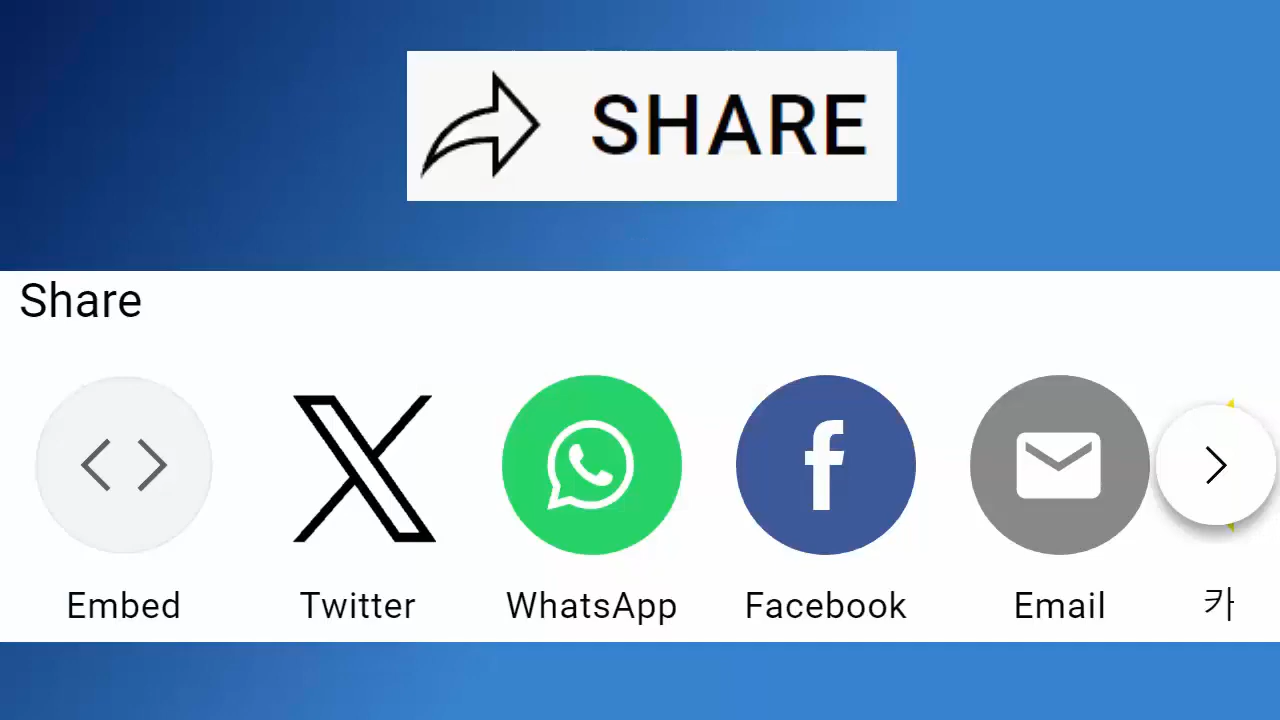 SHARE
Share
Embed
Twitter
WhatsApp
Facebook
Email
카